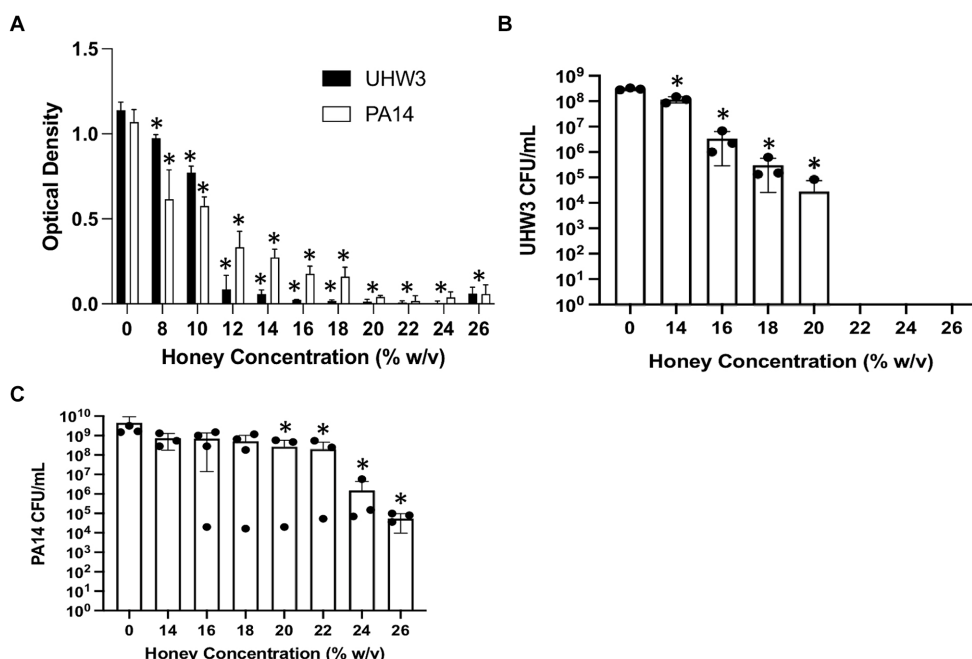 A
1.5
1.0
0.5
0.0
Optical Density
UHW3
PA14
* * * * * * * * * * * * * * * * *
0 8 10 12 14 16 18 20 22 24 26
Honey Concentration (% w/v)
B
10⁹
10⁸
10⁷
10⁶
10⁵
10⁴
10³
10²
10¹
10⁰
UHW3 CFU/mL
* * * *
0 14 16 18 20 22 24 26
Honey Concentration (% w/v)
C
10¹⁰
10⁹
10⁸
10⁷
10⁶
10⁵
10⁴
10³
10²
10¹
10⁰
PA14 CFU/mL
* * * *
0 14 16 18 20 22 24 26
Honey Concentration (% w/v)